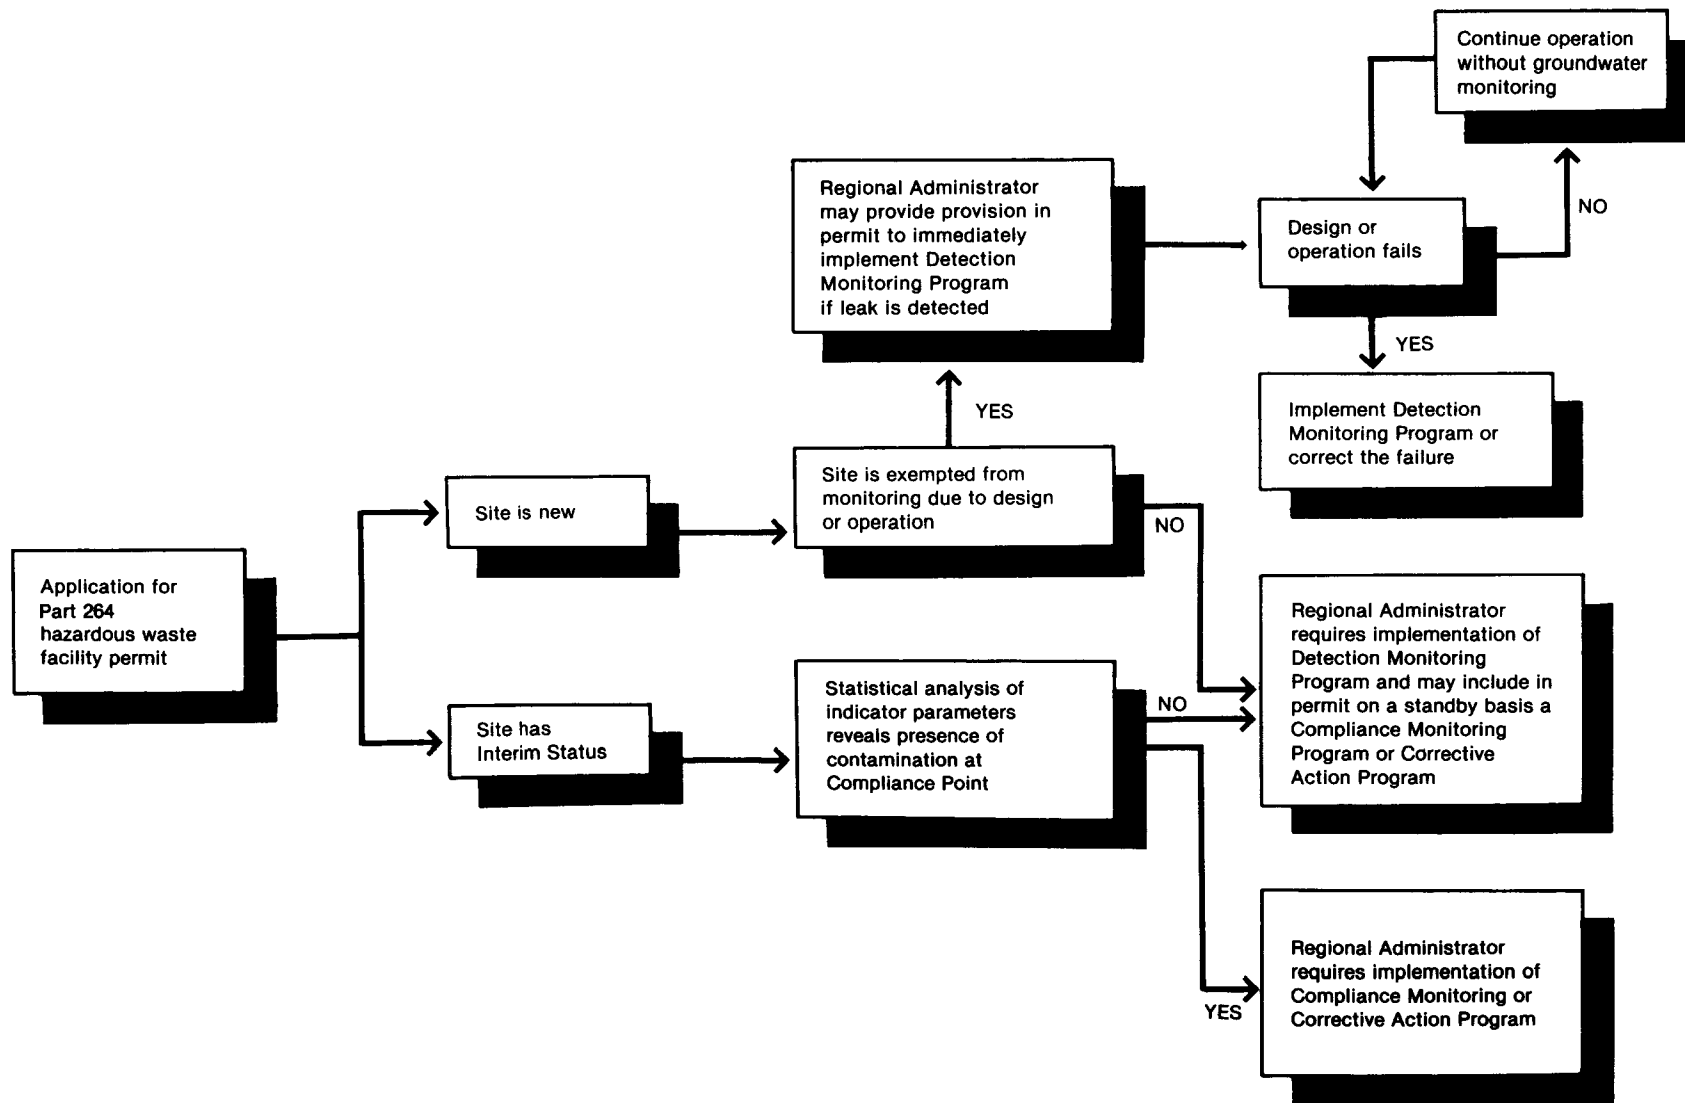 Continue operation
without groundwater
monitoring
Regional Administrator
may provide provision in
permit to immediately
implement Detection
Monitoring Program
if leak is detected
Design or
operation fails
NO
YES
Implement Detection
Monitoring Program or
correct the failure
YES
Site is new
Site is exempted from
monitoring due to design
or operation
NO
Application for
Part 264
hazardous waste
facility permit
Regional Administrator
requires implementation of
Detection Monitoring
Program and may include in
permit on a standby basis a
Compliance Monitoring
Program or Corrective
Action Program
Site has
Interim Status
Statistical analysis of
indicator parameters
reveals presence of
contamination at
Compliance Point
NO
YES
Regional Administrator
requires implementation of
Compliance Monitoring or
Corrective Action Program